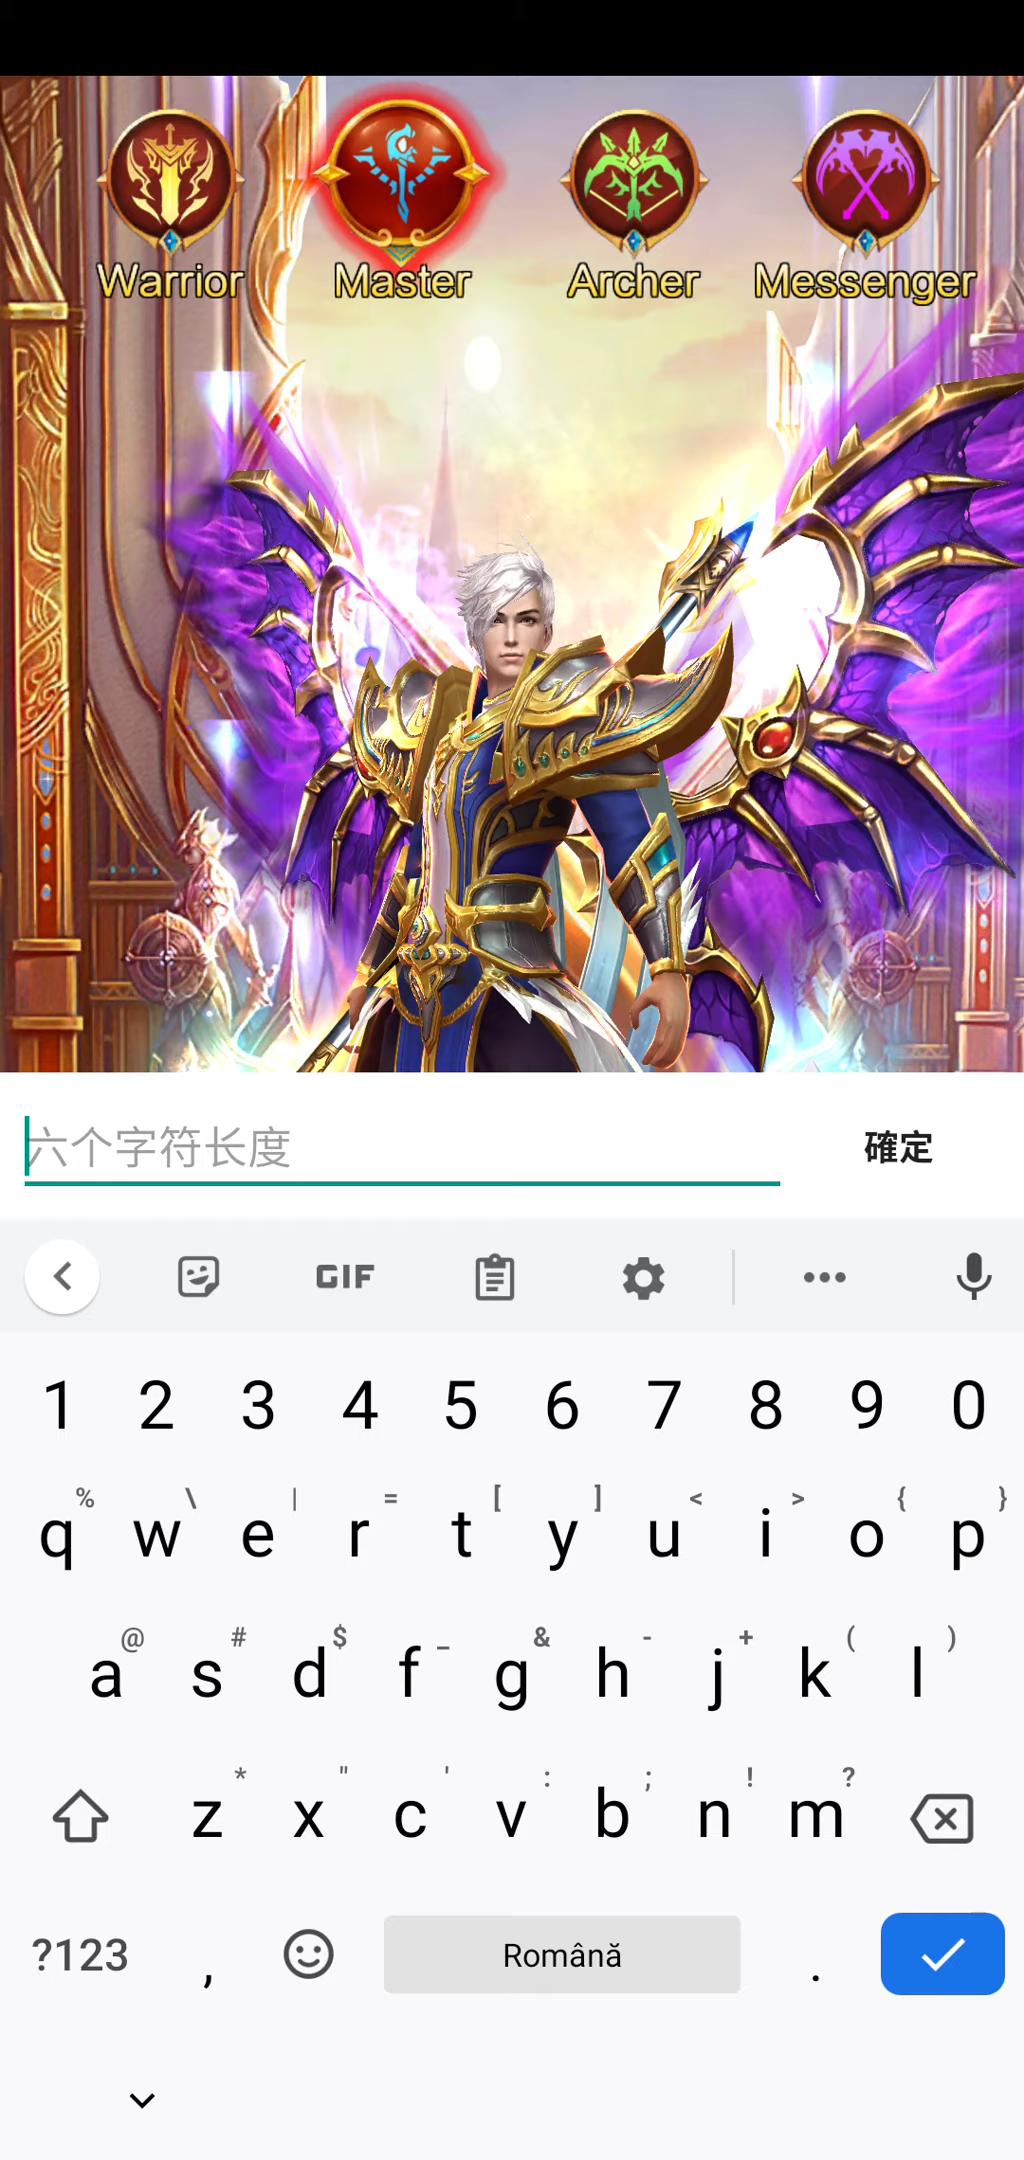 Warrior Master Archer Messenger
六个字符长度 確定
GIF
1 2 3 4 5 6 7 8 9 0
% \ | = [ ] < > { }
q w e r t y u i o p
@ # $ _ & - + ( )
a s d f g h j k l
* " ' : ; ! ?
z x c v b n m
?123 , Română .